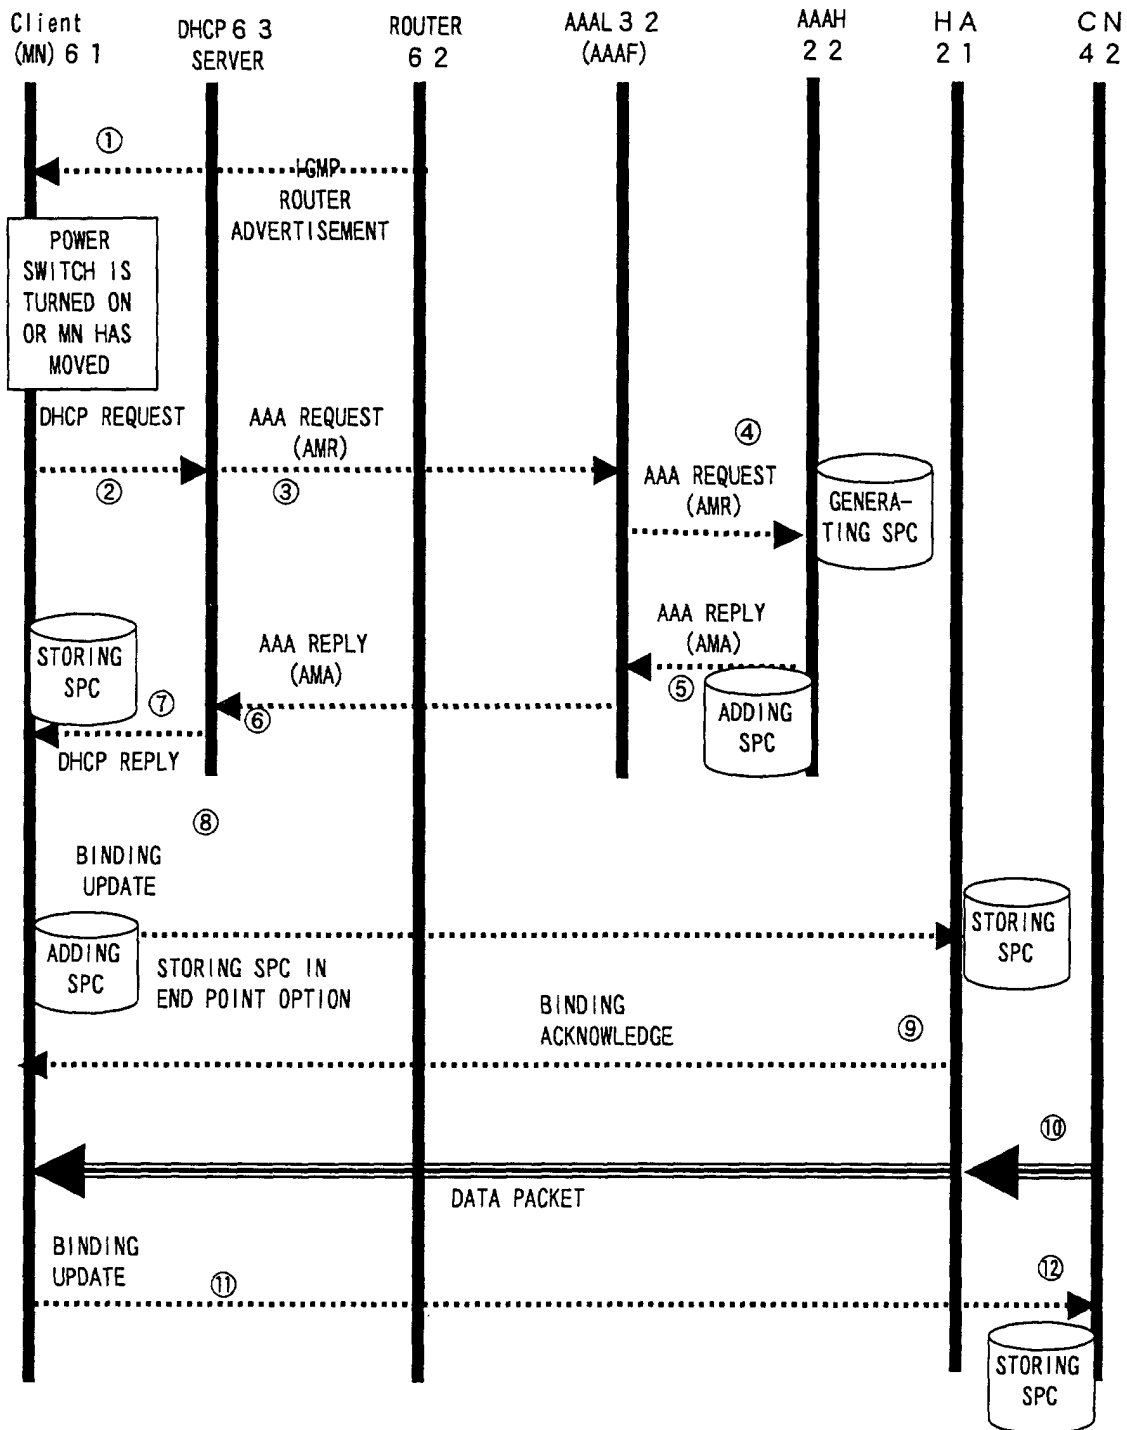 Client
(MN) 6 1
DHCP 6 3
SERVER
ROUTER
6 2
AAAL 3 2
(AAAF)
AAAH
2 2
H A
2 1
C N
4 2
①
IGMP
ROUTER
ADVERTISEMENT
POWER
SWITCH IS
TURNED ON
OR MN HAS
MOVED
DHCP REQUEST
②
AAA REQUEST
(AMR)
③
④
AAA REQUEST
(AMR)
GENERA-
TING SPC
AAA REPLY
(AMA)
⑤
ADDING
SPC
AAA REPLY
(AMA)
⑥
STORING
SPC
⑦
DHCP REPLY
⑧
BINDING
UPDATE
ADDING
SPC
STORING SPC IN
END POINT OPTION
STORING
SPC
BINDING
ACKNOWLEDGE
⑨
⑩
DATA PACKET
BINDING
UPDATE
⑪
⑫
STORING
SPC